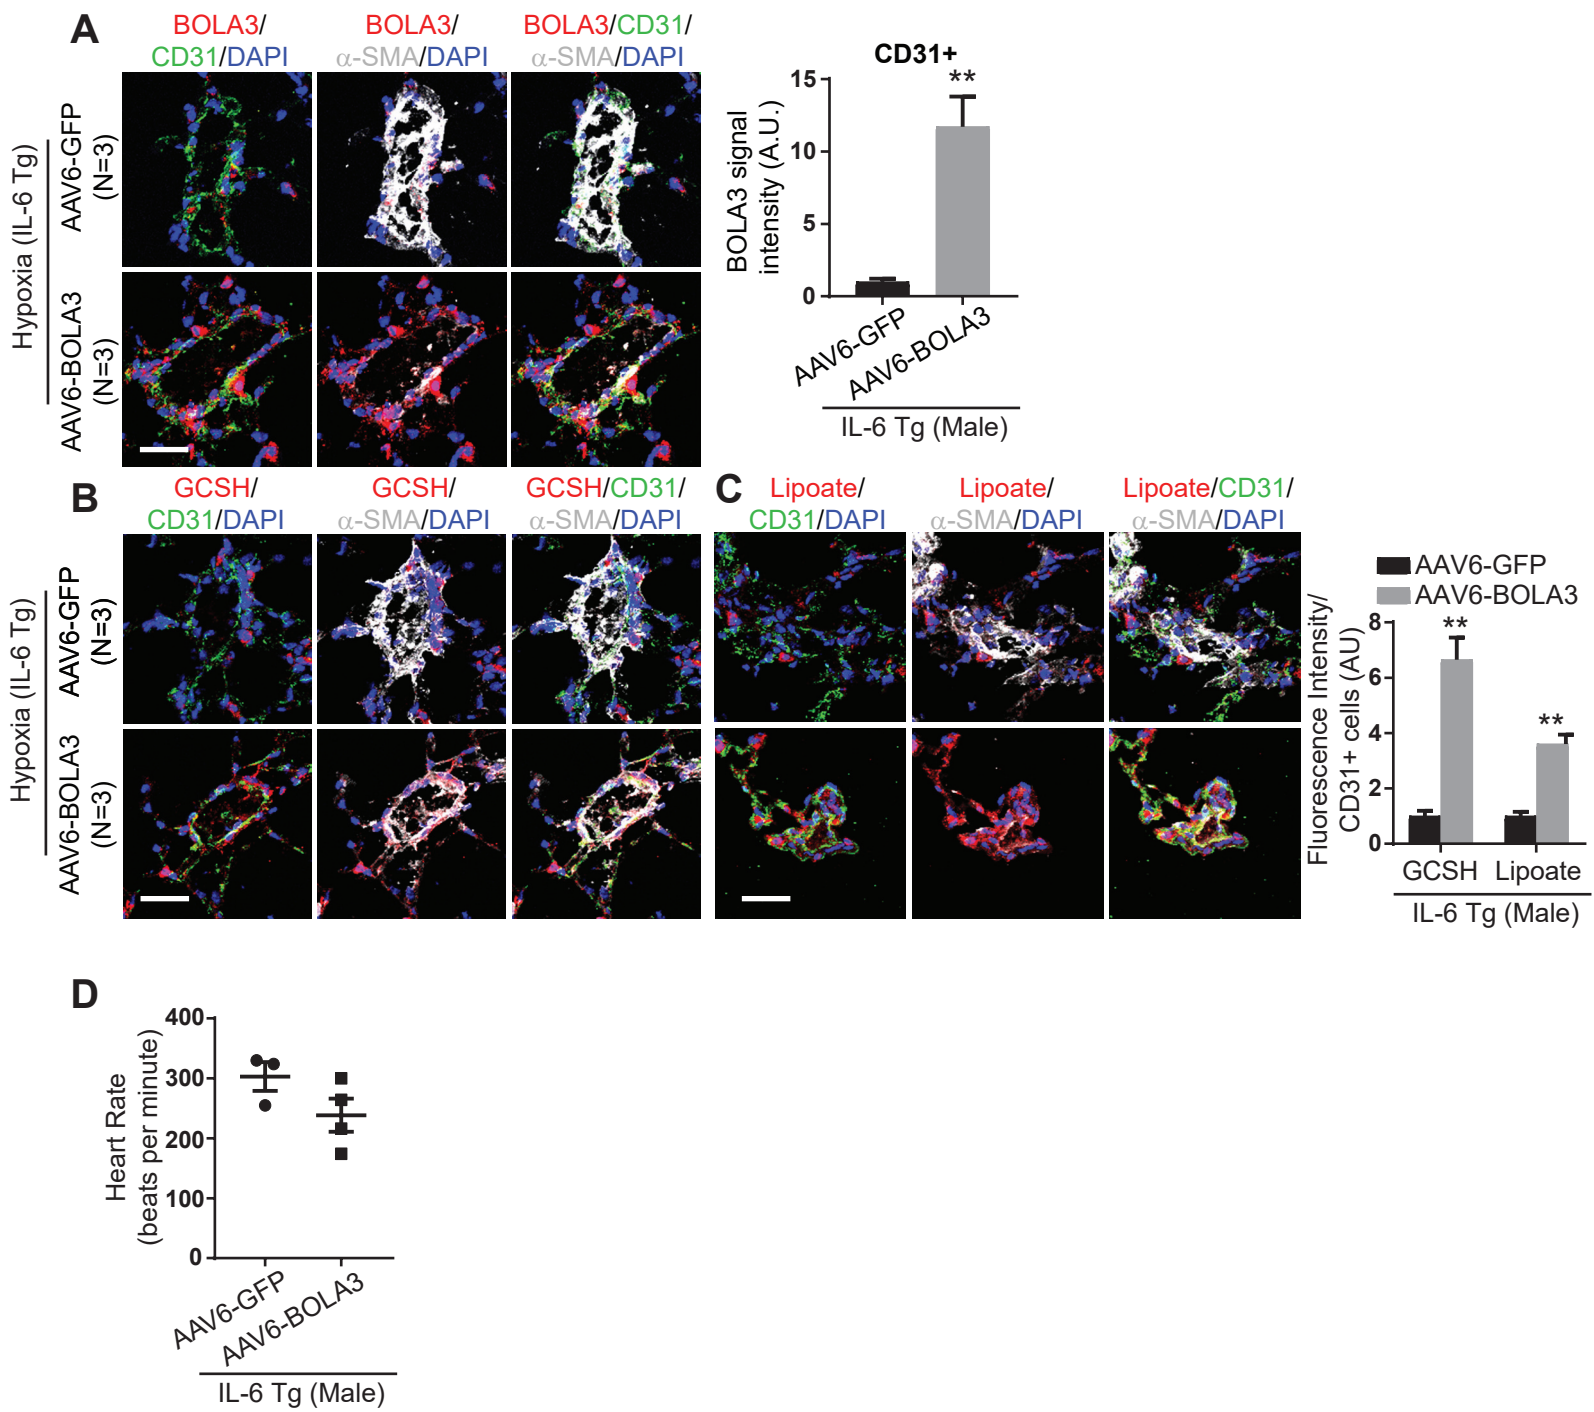 A
BOLA3/
CD31/DAPI
BOLA3/
α-SMA/DAPI
BOLA3/CD31/
α-SMA/DAPI
Hypoxia (IL-6 Tg)
AAV6-GFP
(N=3)
AAV6-BOLA3
(N=3)
CD31+
**
BOLA3 signal
intensity (A.U.)
15
10
5
0
AAV6-GFP
AAV6-BOLA3
IL-6 Tg (Male)
B
GCSH/
CD31/DAPI
GCSH/
α-SMA/DAPI
GCSH/CD31/
α-SMA/DAPI
Hypoxia (IL-6 Tg)
AAV6-GFP
(N=3)
AAV6-BOLA3
(N=3)
C
Lipoate/
CD31/DAPI
Lipoate/
α-SMA/DAPI
Lipoate/CD31/
α-SMA/DAPI
AAV6-GFP
AAV6-BOLA3
Fluorescence Intensity/
CD31+ cells (AU)
8
6
4
2
0
**
**
GCSH
Lipoate
IL-6 Tg (Male)
D
Heart Rate
(beats per minute)
400
300
200
100
0
AAV6-GFP
AAV6-BOLA3
IL-6 Tg (Male)